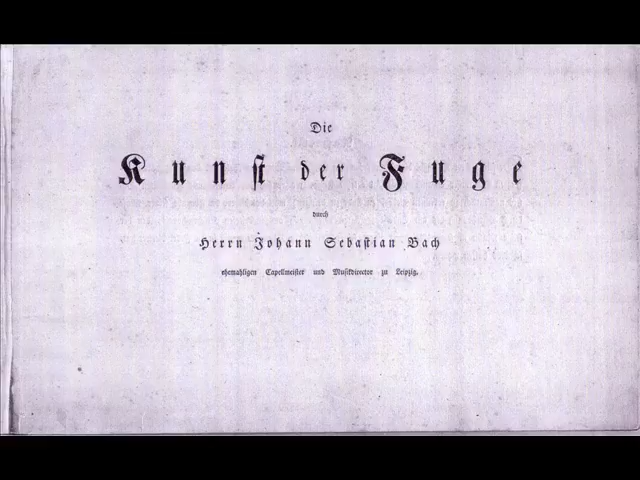 Die
Kunst der Fuge
durch
Herrn Johann Sebastian Bach
ehemahligen Capellmeister und Musikdirector zu Leipzig.